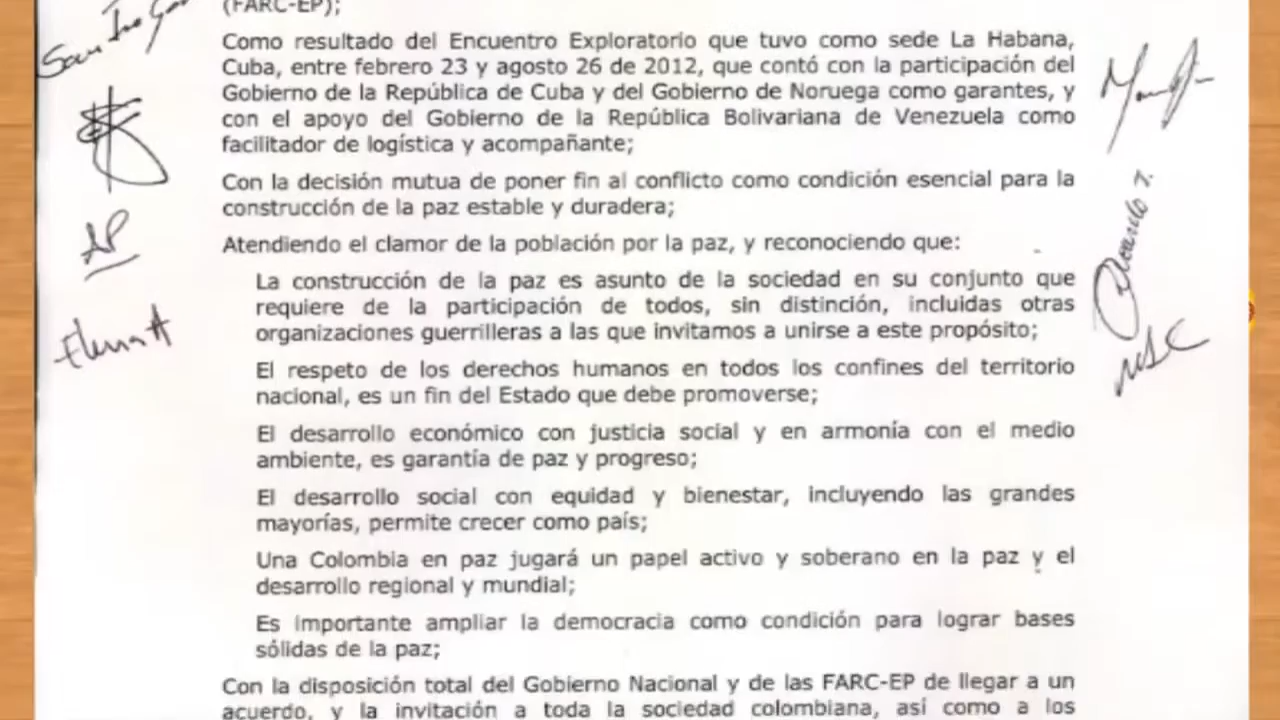 (FARC-EP);
Como resultado del Encuentro Exploratorio que tuvo como sede La Habana,
Cuba, entre febrero 23 y agosto 26 de 2012, que contó con la participación del
Gobierno de la República de Cuba y del Gobierno de Noruega como garantes, y
con el apoyo del Gobierno de la República Bolivariana de Venezuela como
facilitador de logística y acompañante;
Con la decisión mutua de poner fin al conflicto como condición esencial para la
construcción de la paz estable y duradera;
Atendiendo el clamor de la población por la paz, y reconociendo que:
La construcción de la paz es asunto de la sociedad en su conjunto que
requiere de la participación de todos, sin distinción, incluidas otras
organizaciones guerrilleras a las que invitamos a unirse a este propósito;
El respeto de los derechos humanos en todos los confines del territorio
nacional, es un fin del Estado que debe promoverse;
El desarrollo económico con justicia social y en armonía con el medio
ambiente, es garantía de paz y progreso;
El desarrollo social con equidad y bienestar, incluyendo las grandes
mayorías, permite crecer como país;
Una Colombia en paz jugará un papel activo y soberano en la paz y el
desarrollo regional y mundial;
Es importante ampliar la democracia como condición para lograr bases
sólidas de la paz;
Con la disposición total del Gobierno Nacional y de las FARC-EP de llegar a un
acuerdo, y la invitación a toda la sociedad colombiana, así como a los